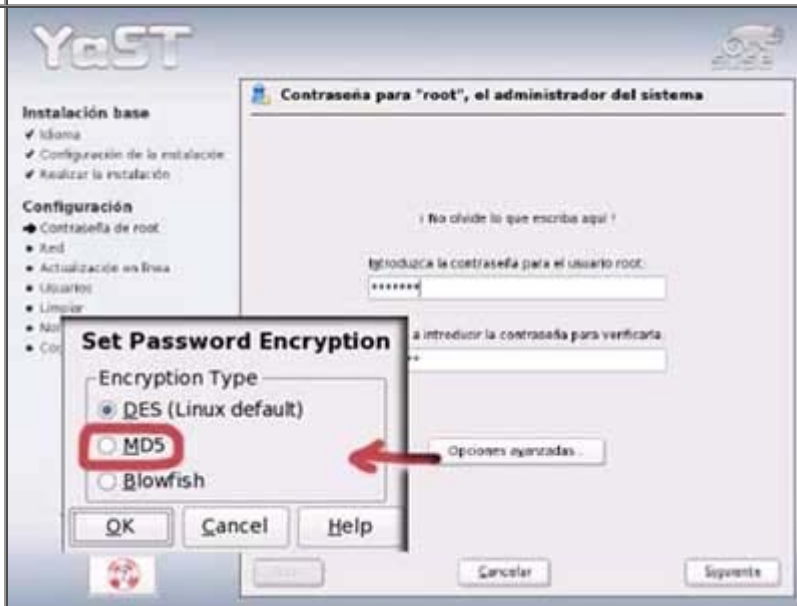 YaST
SUSE
Instalación base
Idioma
Configuración de la instalación
Realizar la instalación
Configuración
Contraseña de root
Red
Actualización en línea
Usuarios
Limpiar
Contraseña para "root", el administrador del sistema
¡ No olvide lo que escriba aquí !
Introduzca la contraseña para el usuario root.
*******
a introducir la contraseña para verificarla.
**
Opciones avanzadas...
Set Password Encryption
Encryption Type
DES (Linux default)
MD5
Blowfish
OK Cancel Help
Cancelar Siguiente